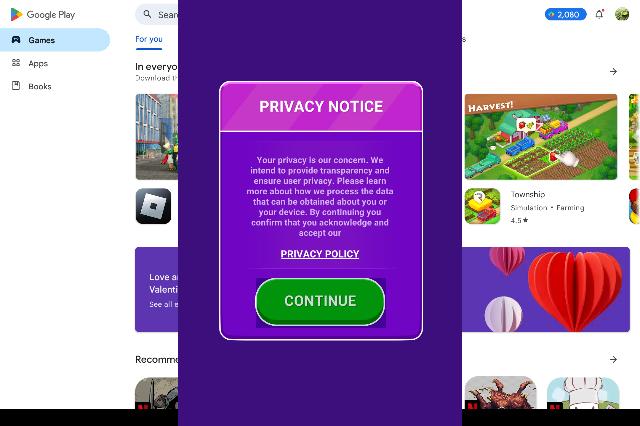 Google Play
Sear
2,080
Games
For you
s
Apps
In everyo
Download th
Books
HARVEST!
PRIVACY NOTICE
Your privacy is our concern. We
intend to provide transparency and
ensure user privacy. Please learn
more about how we process the data
that can be obtained about you or
your device. By continuing you
confirm that you acknowledge and
accept our
PRIVACY POLICY
CONTINUE
Township
Simulation • Farming
4.5★
Love an
Valenti
See all e
Recomme